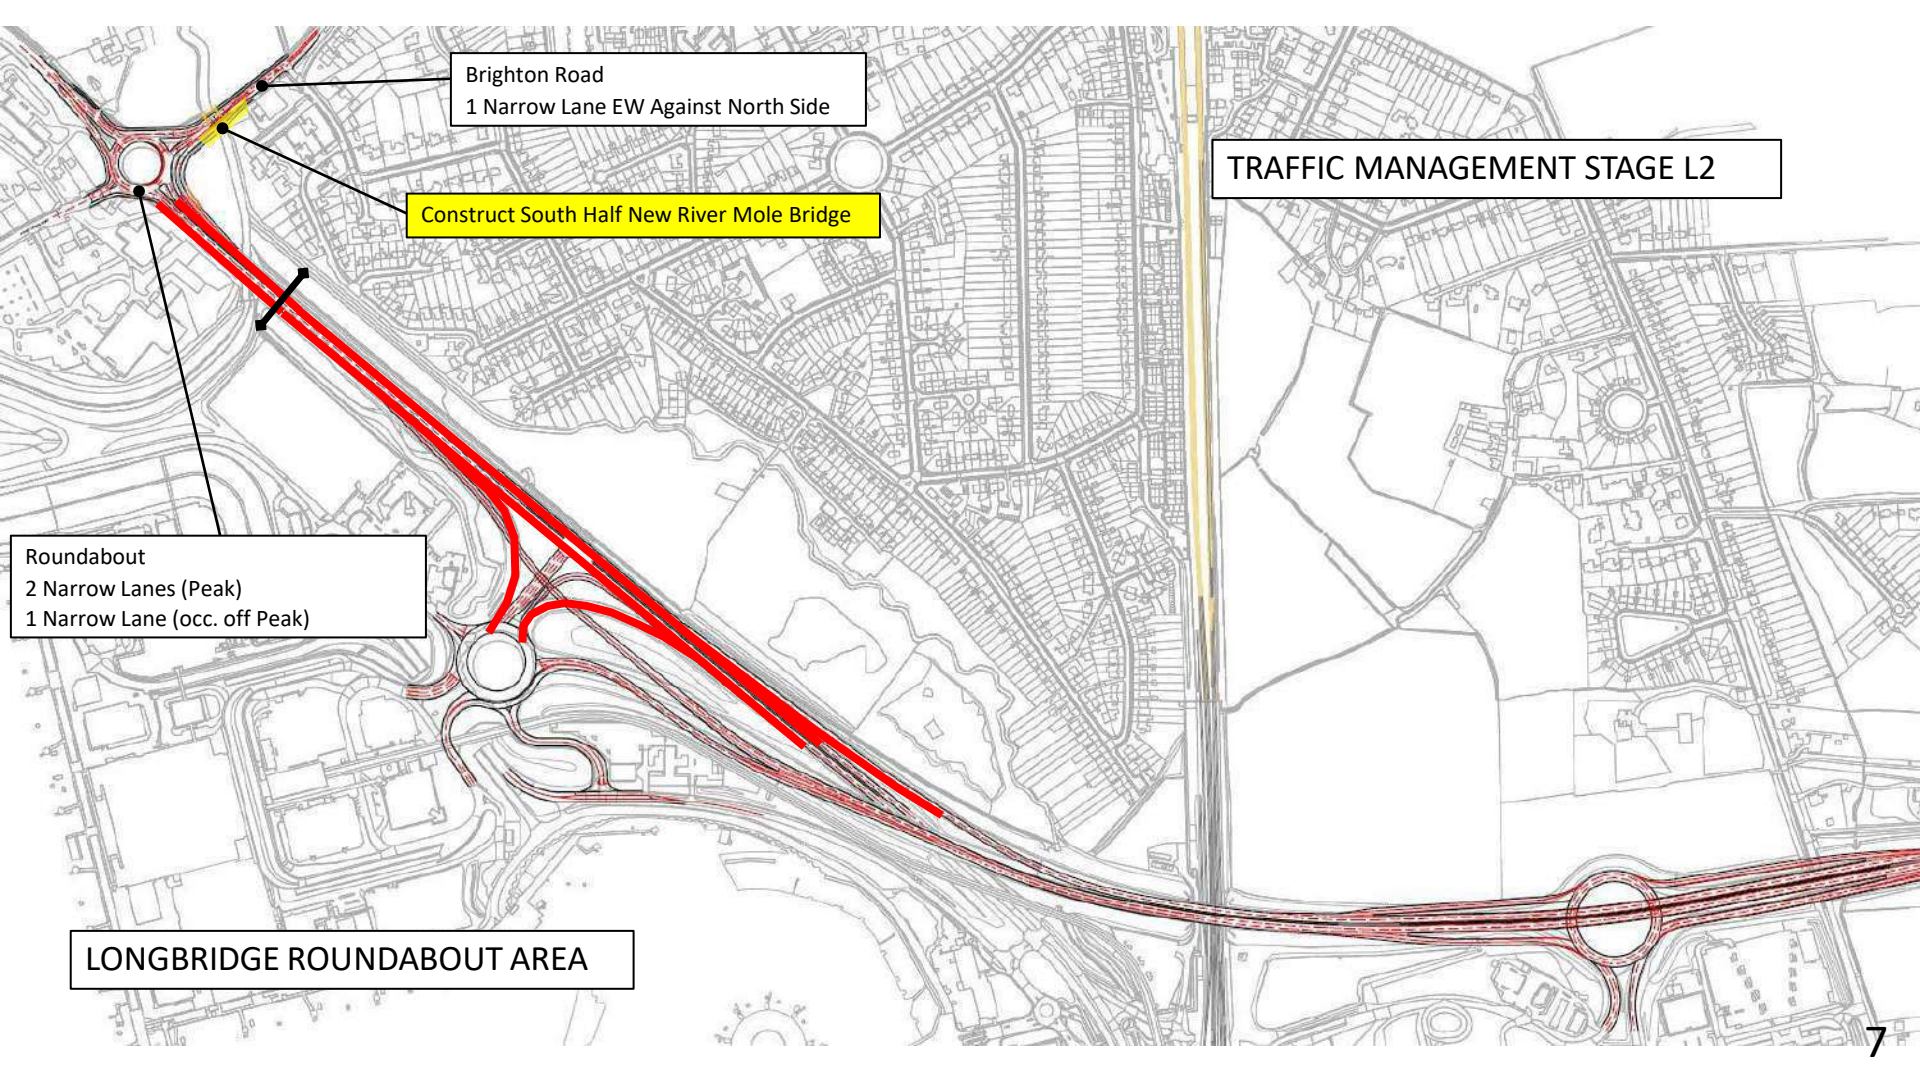 Brighton Road
1 Narrow Lane EW Against North Side
TRAFFIC MANAGEMENT STAGE L2
Construct South Half New River Mole Bridge
Roundabout
2 Narrow Lanes (Peak)
1 Narrow Lane (occ. off Peak)
LONGBRIDGE ROUNDABOUT AREA
7